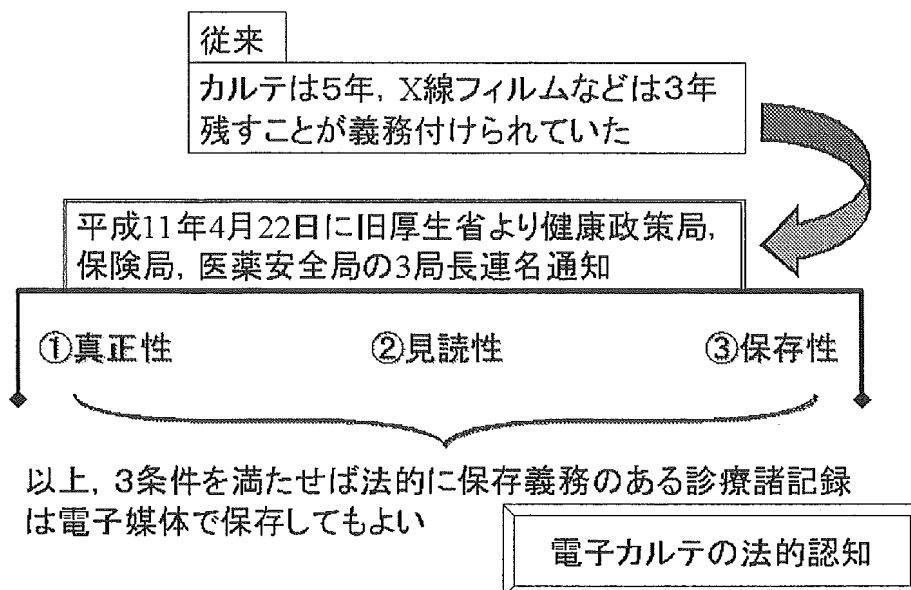 従来
カルテは5年，X線フィルムなどは3年
残すことが義務付けられていた
平成11年4月22日に旧厚生省より健康政策局，
保険局，医薬安全局の3局長連名通知
①真正性 ②見読性 ③保存性
以上，3条件を満たせば法的に保存義務のある診療諸記録
は電子媒体で保存してもよい
電子カルテの法的認知